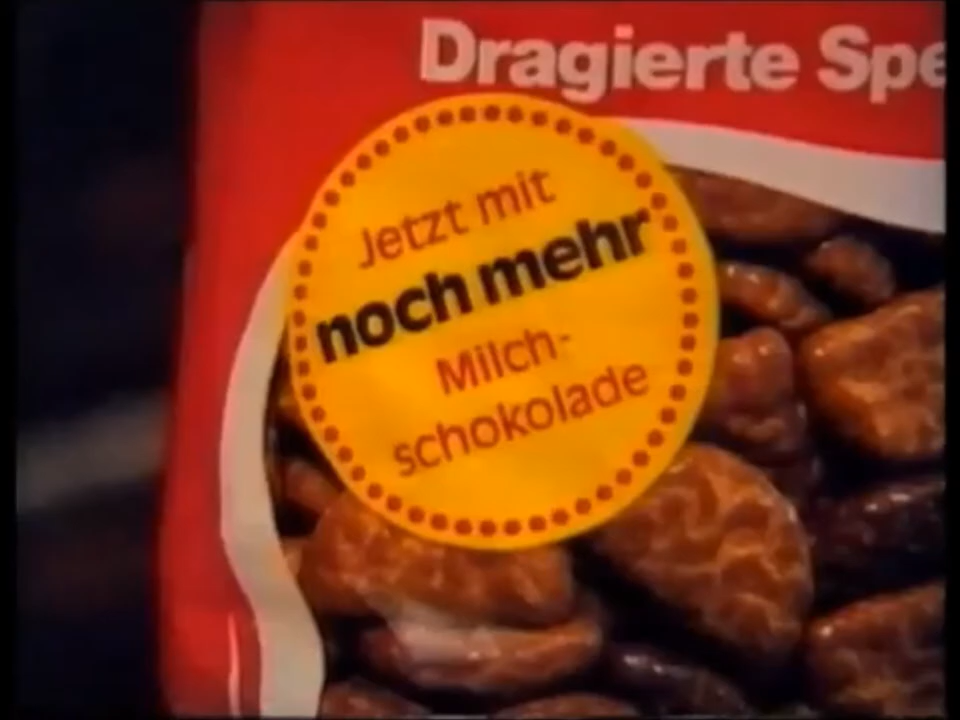 Dragierte Spe
Jetzt mit
noch mehr
Milch-
schokolade